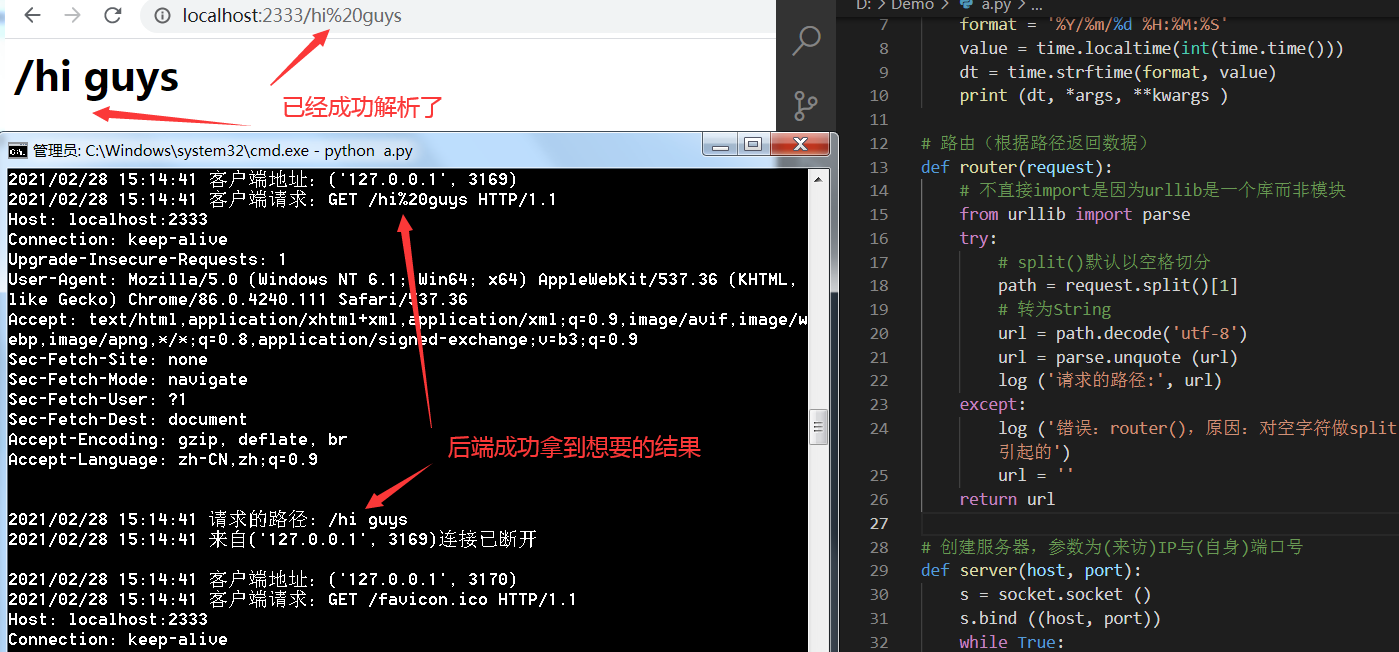 localhost:2333/hi%20guys
/hi guys
已经成功解析了
管理员: C:\Windows\system32\cmd.exe - python  a.py
2021/02/28 15:14:41 客户端地址: ('127.0.0.1', 3169)
2021/02/28 15:14:41 客户端请求: GET /hi%20guys HTTP/1.1
Host: localhost:2333
Connection: keep-alive
Upgrade-Insecure-Requests: 1
User-Agent: Mozilla/5.0 (Windows NT 6.1; Win64; x64) AppleWebKit/537.36 (KHTML,
like Gecko) Chrome/86.0.4240.111 Safari/537.36
Accept: text/html,application/xhtml+xml,application/xml;q=0.9,image/avif,image/w
ebp,image/apng,*/*;q=0.8,application/signed-exchange;v=b3;q=0.9
Sec-Fetch-Site: none
Sec-Fetch-Mode: navigate
Sec-Fetch-User: ?1
Sec-Fetch-Dest: document
Accept-Encoding: gzip, deflate, br
Accept-Language: zh-CN,zh;q=0.9
后端成功拿到想要的结果
2021/02/28 15:14:41 请求的路径: /hi guys
2021/02/28 15:14:41 来自('127.0.0.1', 3169)连接已断开
2021/02/28 15:14:41 客户端地址: ('127.0.0.1', 3170)
2021/02/28 15:14:41 客户端请求: GET /favicon.ico HTTP/1.1
Host: localhost:2333
Connection: keep-alive
D: > Demo > a.py > ...
7 format = '%Y/%m/%d %H:%M:%S'
8 value = time.localtime(int(time.time()))
9 dt = time.strftime(format, value)
10 print (dt, *args, **kwargs )
11
12 # 路由（根据路径返回数据）
13 def router(request):
14 # 不直接import是因为urllib是一个库而非模块
15 from urllib import parse
16 try:
17 # split()默认以空格切分
18 path = request.split()[1]
19 # 转为String
20 url = path.decode('utf-8')
21 url = parse.unquote (url)
22 log ('请求的路径:', url)
23 except:
24 log ('错误: router(), 原因: 对空字符做split
引起的')
25 url = ''
26 return url
27
28 # 创建服务器，参数为(来访)IP与(自身)端口号
29 def server(host, port):
30 s = socket.socket ()
31 s.bind ((host, port))
32 while True: